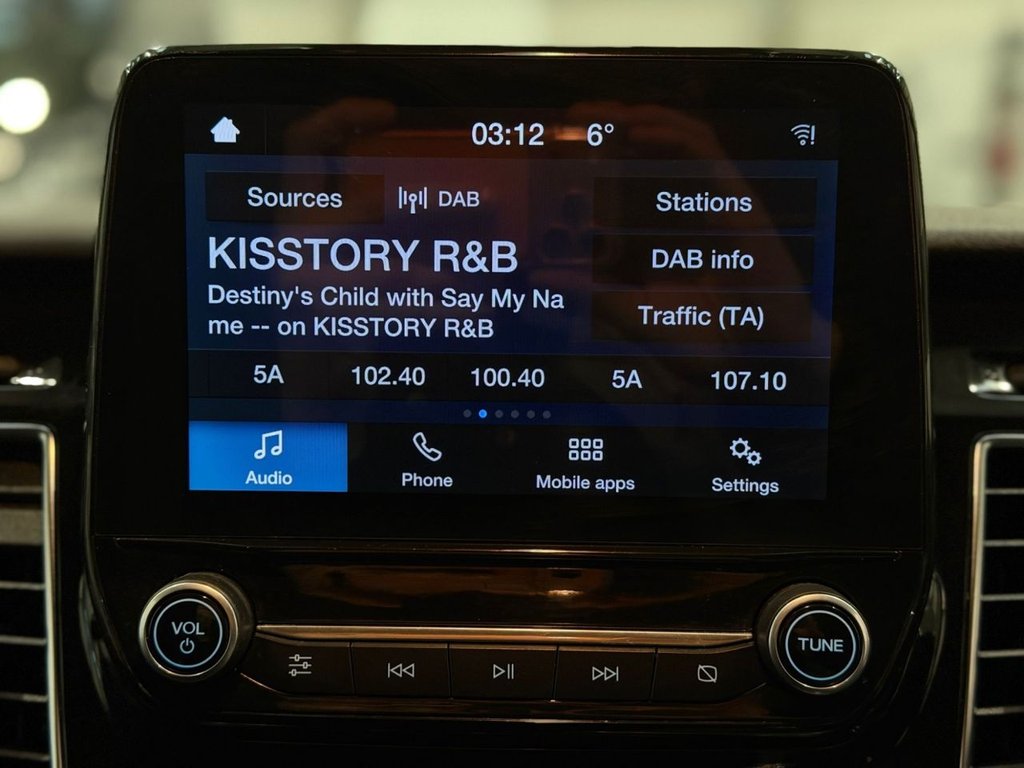 03:12 6°
Sources DAB Stations
KISSTORY R&B
DAB info
Destiny's Child with Say My Na
me -- on KISSTORY R&B
Traffic (TA)
5A 102.40 100.40 5A 107.10
Audio Phone Mobile apps Settings
VOL TUNE